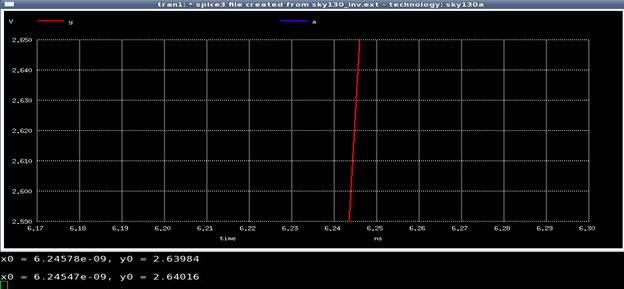 tran1: * spice3 file created from sky130_inv.ext - technology: sky130a
V y a
2.650
2.640
2.630
2.620
2.610
2.600
2.590
6.17 6.18 6.19 6.20 6.21 6.22 6.23 6.24 6.25 6.26 6.27 6.28 6.29 6.30
time ns
x0 = 6.24578e-09, y0 = 2.63984
x0 = 6.24547e-09, y0 = 2.64016